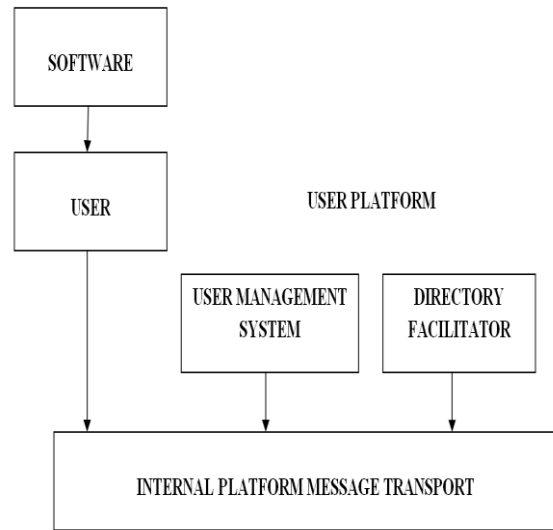 SOFTWARE
USER
USER PLATFORM
USER MANAGEMENT
SYSTEM
DIRECTORY
FACILITATOR
INTERNAL PLATFORM MESSAGE TRANSPORT